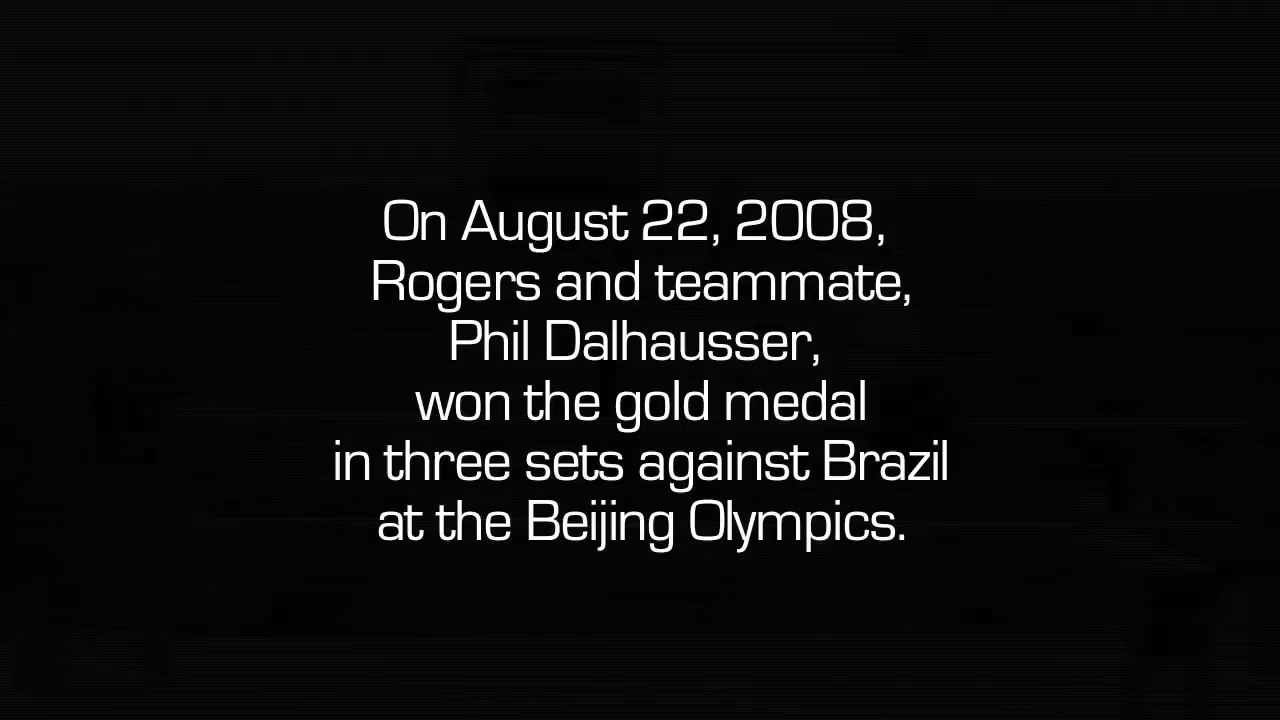 On August 22, 2008,
Rogers and teammate,
Phil Dalhausser,
won the gold medal
in three sets against Brazil
at the Beijing Olympics.